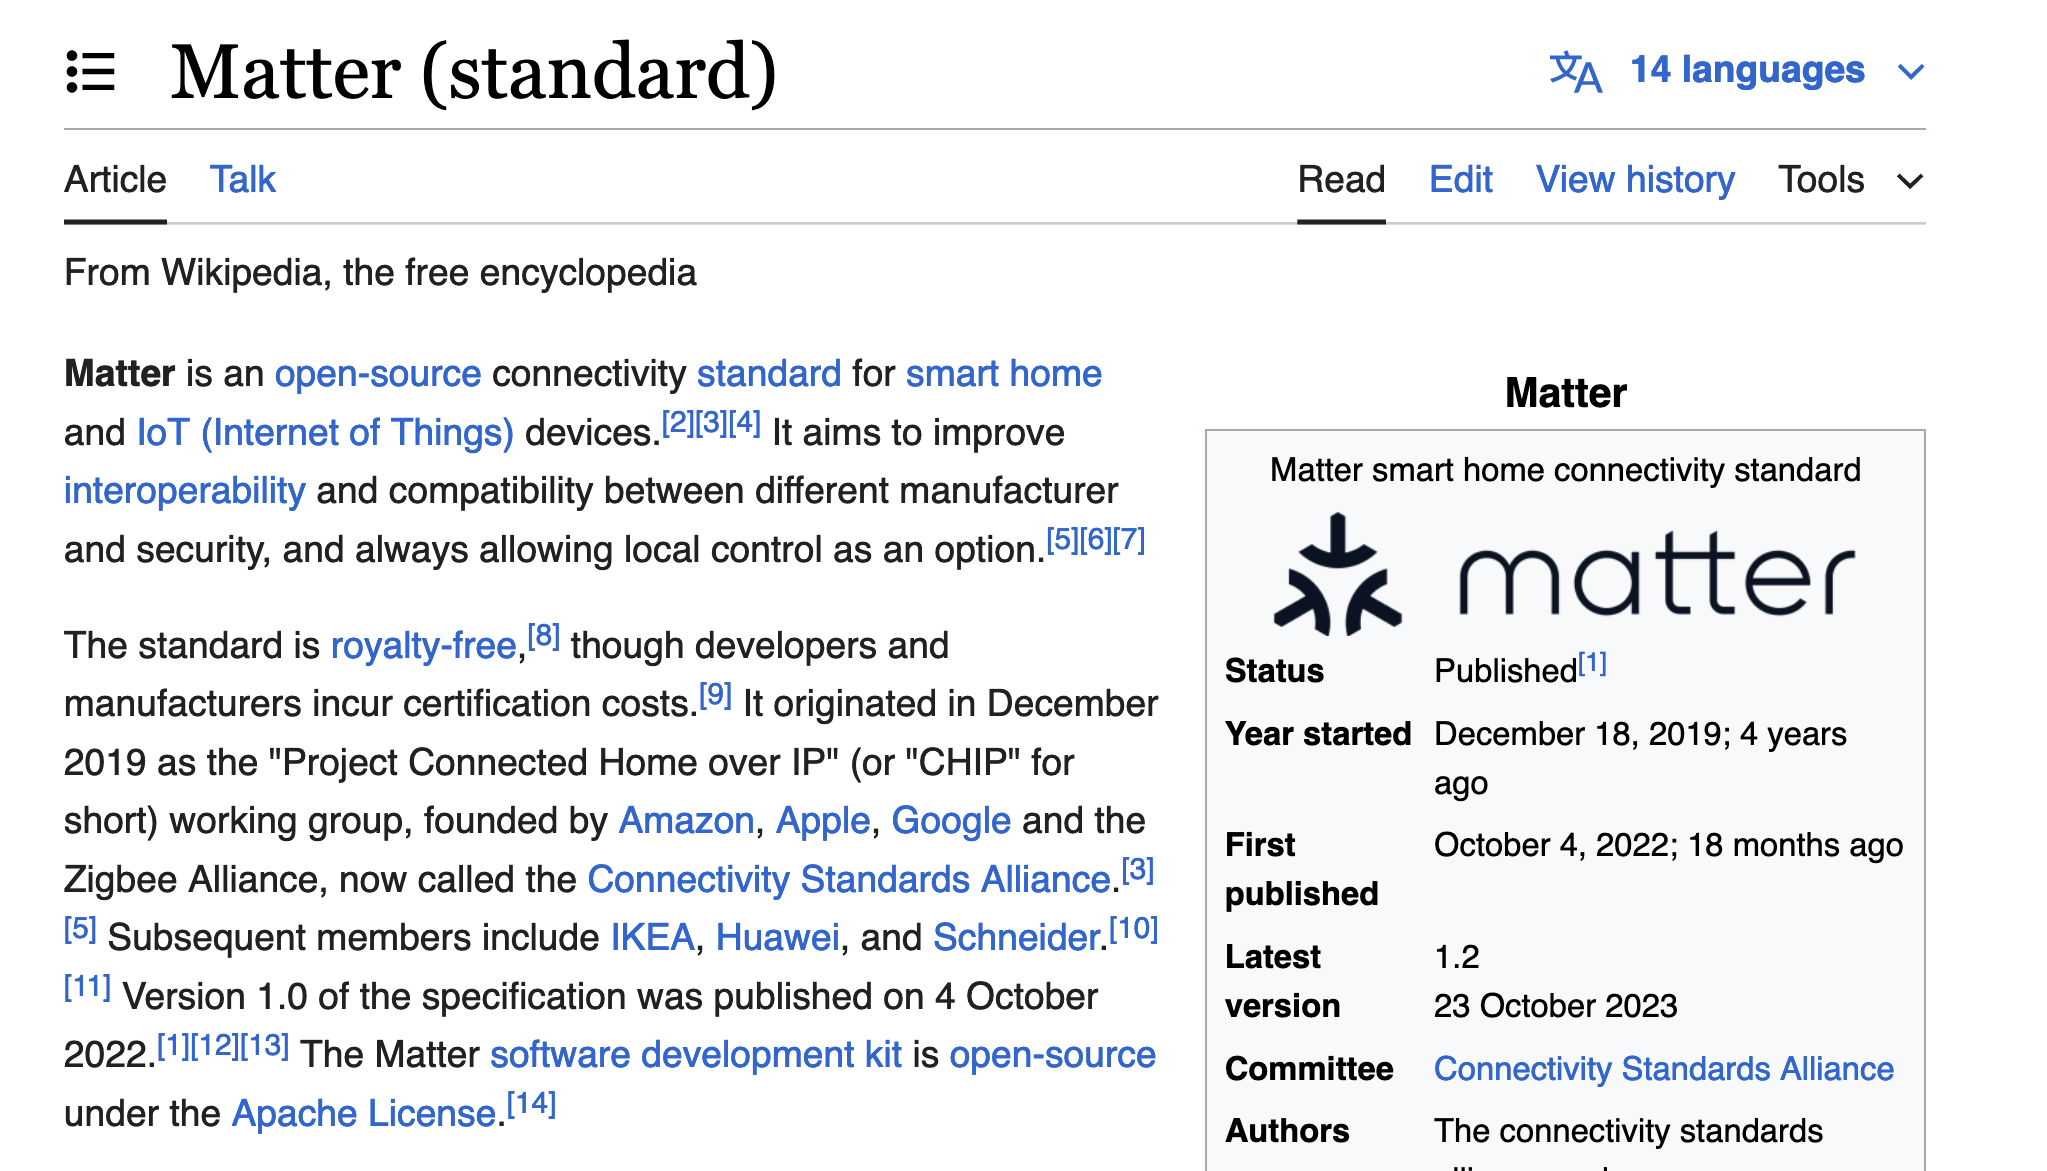 Matter (standard)
14 languages
Article Talk
Read Edit View history Tools
From Wikipedia, the free encyclopedia
Matter is an open-source connectivity standard for smart home
and IoT (Internet of Things) devices.[2][3][4] It aims to improve
interoperability and compatibility between different manufacturer
and security, and always allowing local control as an option.[5][6][7]
The standard is royalty-free,[8] though developers and
manufacturers incur certification costs.[9] It originated in December
2019 as the "Project Connected Home over IP" (or "CHIP" for
short) working group, founded by Amazon, Apple, Google and the
Zigbee Alliance, now called the Connectivity Standards Alliance.[3]
[5] Subsequent members include IKEA, Huawei, and Schneider.[10]
[11] Version 1.0 of the specification was published on 4 October
2022.[1][12][13] The Matter software development kit is open-source
under the Apache License.[14]
Matter
Matter smart home connectivity standard
matter
Status Published[1]
Year started December 18, 2019; 4 years
ago
First October 4, 2022; 18 months ago
published
Latest 1.2
version 23 October 2023
Committee Connectivity Standards Alliance
Authors The connectivity standards